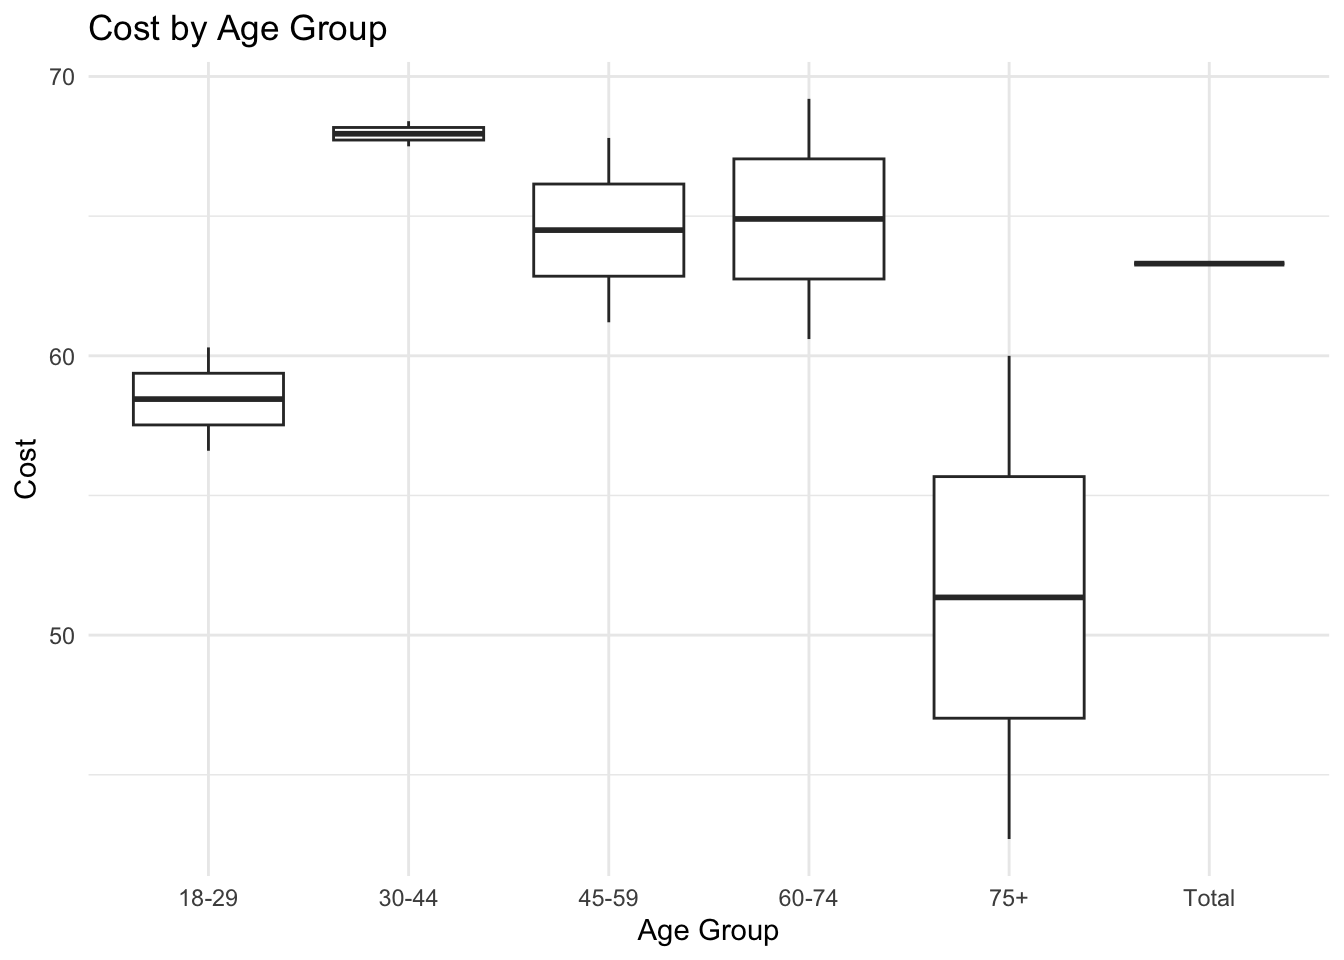 Cost by Age Group
70
60
50
Cost
18-29 30-44 45-59 60-74 75+ Total
Age Group